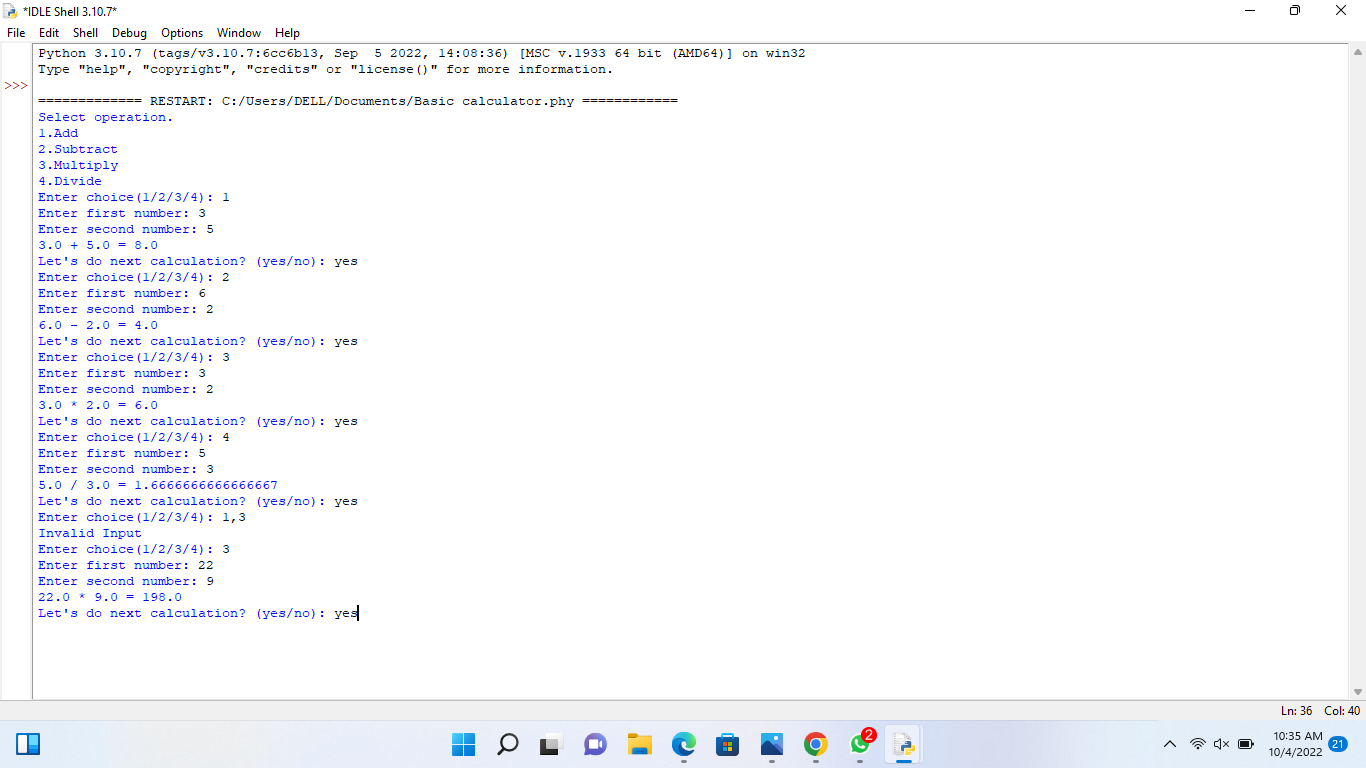 *IDLE Shell 3.10.7*
File Edit Shell Debug Options Window Help
Python 3.10.7 (tags/v3.10.7:6cc6b13, Sep  5 2022, 14:08:36) [MSC v.1933 64 bit (AMD64)] on win32
Type "help", "copyright", "credits" or "license()" for more information.
>>>
============= RESTART: C:/Users/DELL/Documents/Basic calculator.phy ============
Select operation.
1.Add
2.Subtract
3.Multiply
4.Divide
Enter choice(1/2/3/4): 1
Enter first number: 3
Enter second number: 5
3.0 + 5.0 = 8.0
Let's do next calculation? (yes/no): yes
Enter choice(1/2/3/4): 2
Enter first number: 6
Enter second number: 2
6.0 - 2.0 = 4.0
Let's do next calculation? (yes/no): yes
Enter choice(1/2/3/4): 3
Enter first number: 3
Enter second number: 2
3.0 * 2.0 = 6.0
Let's do next calculation? (yes/no): yes
Enter choice(1/2/3/4): 4
Enter first number: 5
Enter second number: 3
5.0 / 3.0 = 1.6666666666666667
Let's do next calculation? (yes/no): yes
Enter choice(1/2/3/4): 1,3
Invalid Input
Enter choice(1/2/3/4): 3
Enter first number: 22
Enter second number: 9
22.0 * 9.0 = 198.0
Let's do next calculation? (yes/no): yes
Ln: 36 Col: 40
2
10:35 AM
10/4/2022
21